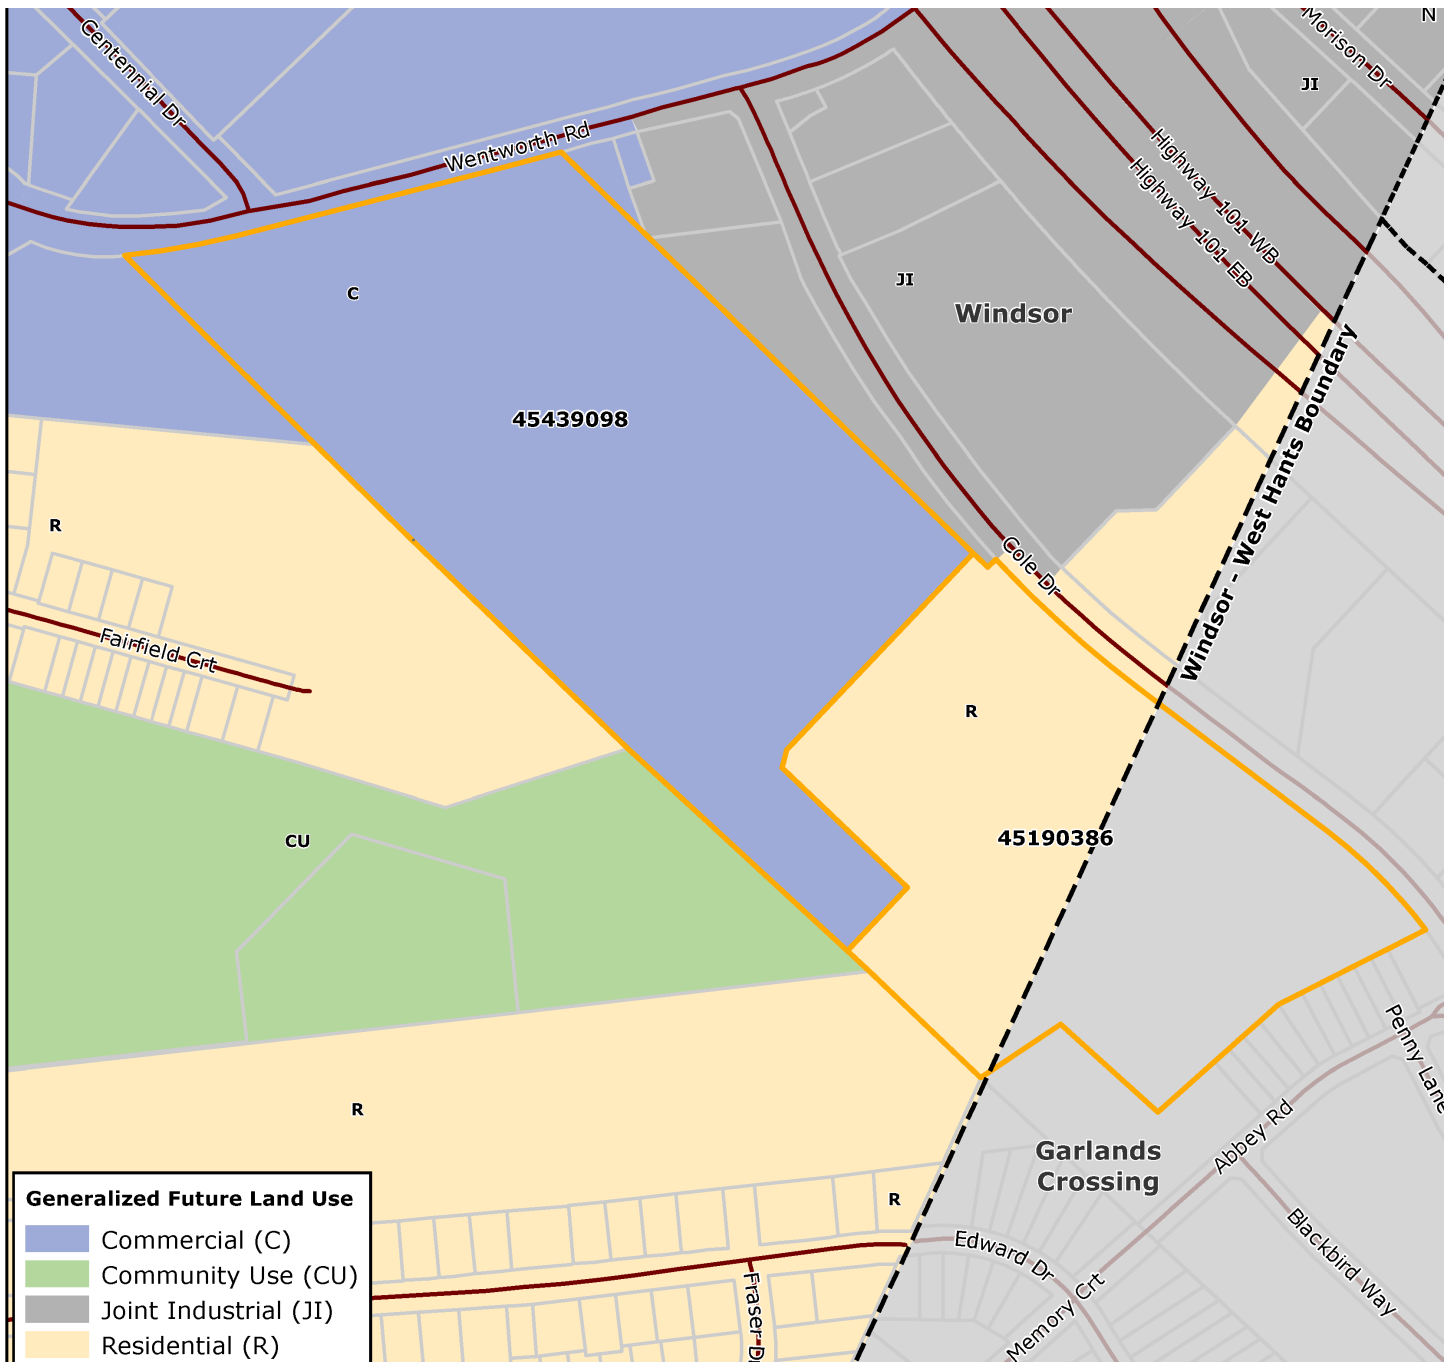 N
Centennial Dr
Morison Dr
JI
Wentworth Rd
Highway 101 WB
Highway 101 EB
C
JI
Windsor
45439098
Windsor - West Hants Boundary
R
Cole Dr
Fairfield Crt
R
CU
45190386
Penny Lane
R
Abbey Rd
Garlands
Crossing
R
Edward Dr
Blackbird Way
Memory Crt
Fraser Dr
Generalized Future Land Use
Commercial (C)
Community Use (CU)
Joint Industrial (JI)
Residential (R)